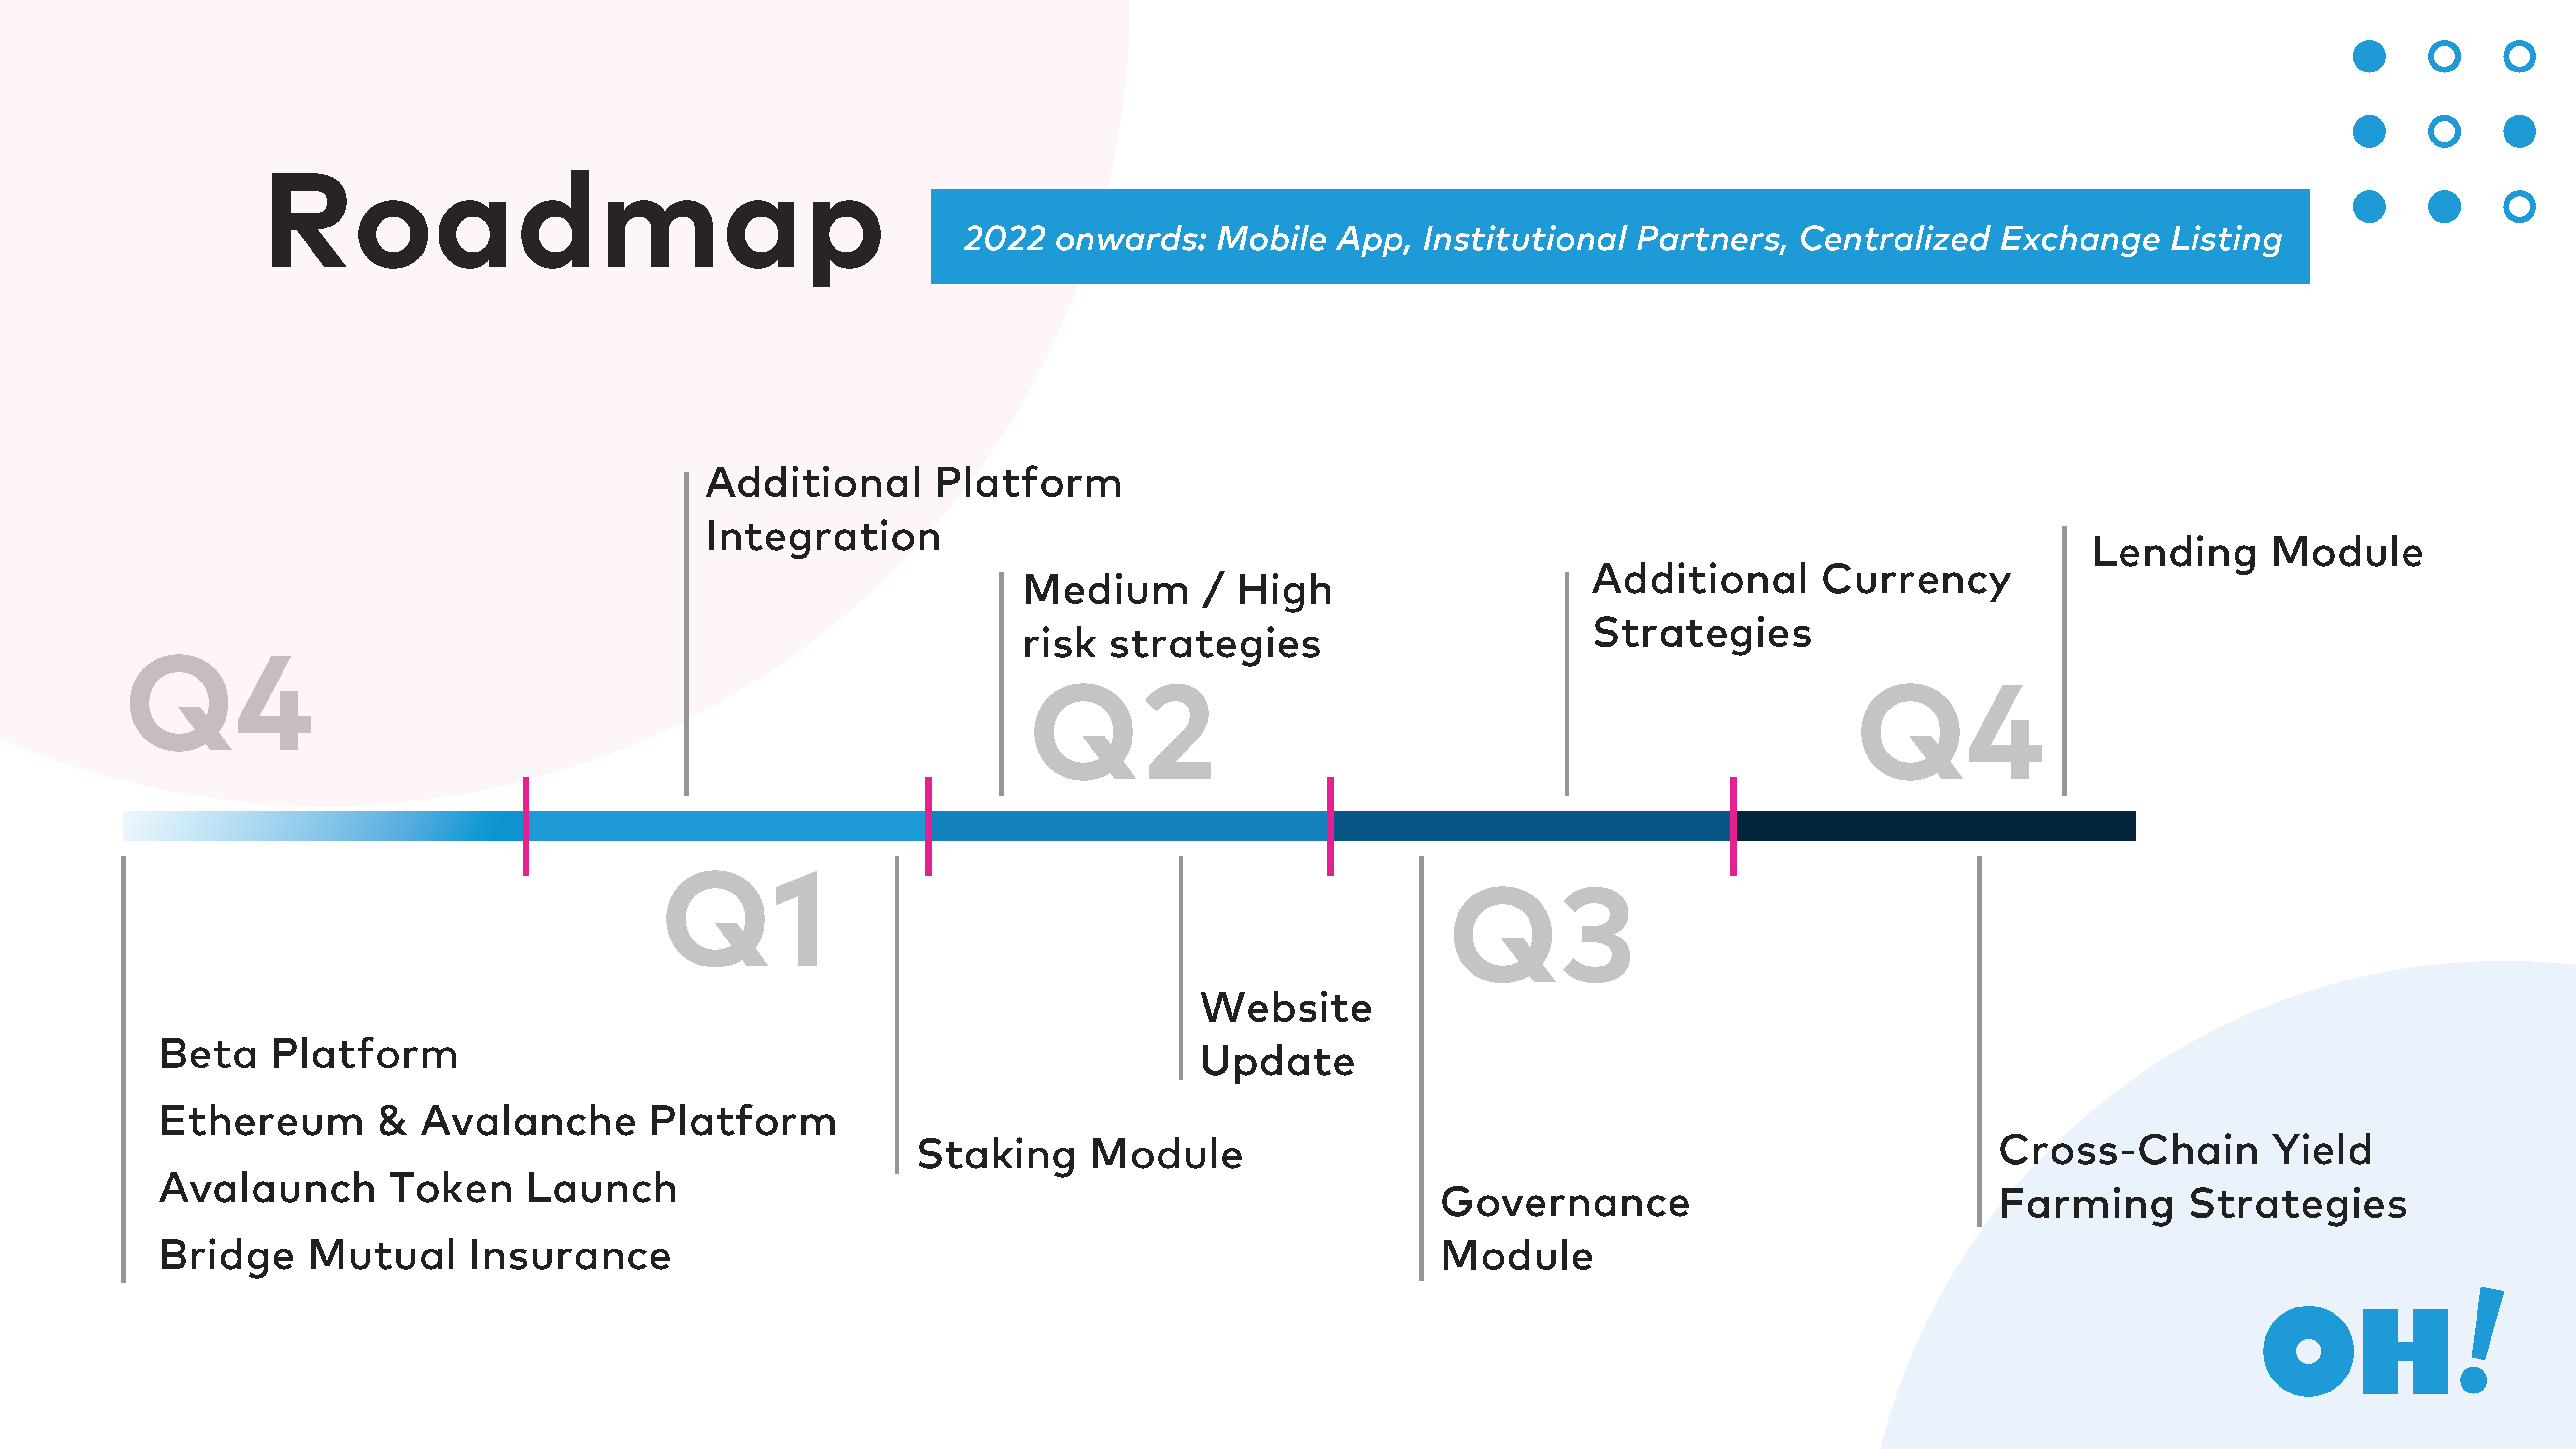 Roadmap
2022 onwards: Mobile App, Institutional Partners, Centralized Exchange Listing
Additional Platform
Integration
Medium / High
risk strategies
Additional Currency
Strategies
Lending Module
Q4
Q2
Q4
Q1
Q3
Beta Platform
Ethereum & Avalanche Platform
Avalaunch Token Launch
Bridge Mutual Insurance
Staking Module
Website
Update
Governance
Module
Cross-Chain Yield
Farming Strategies
OH!